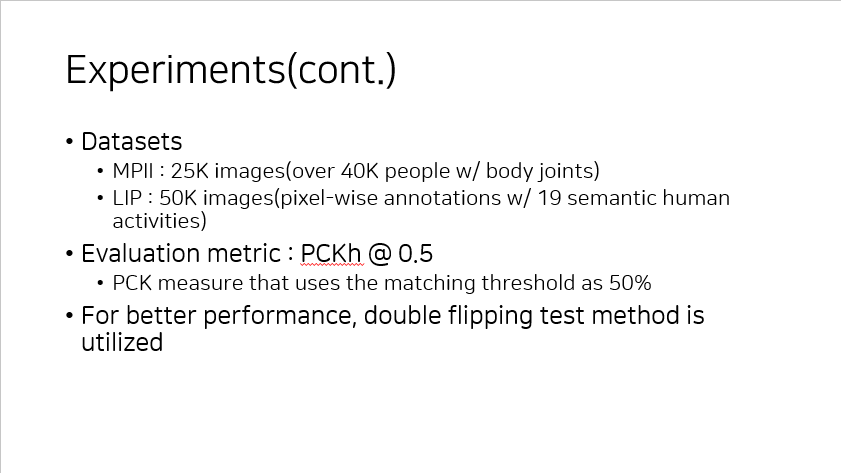 Experiments(cont.)
• Datasets
• MPII : 25K images(over 40K people w/ body joints)
• LIP : 50K images(pixel-wise annotations w/ 19 semantic human
activities)
• Evaluation metric : PCKh @ 0.5
• PCK measure that uses the matching threshold as 50%
• For better performance, double flipping test method is
utilized